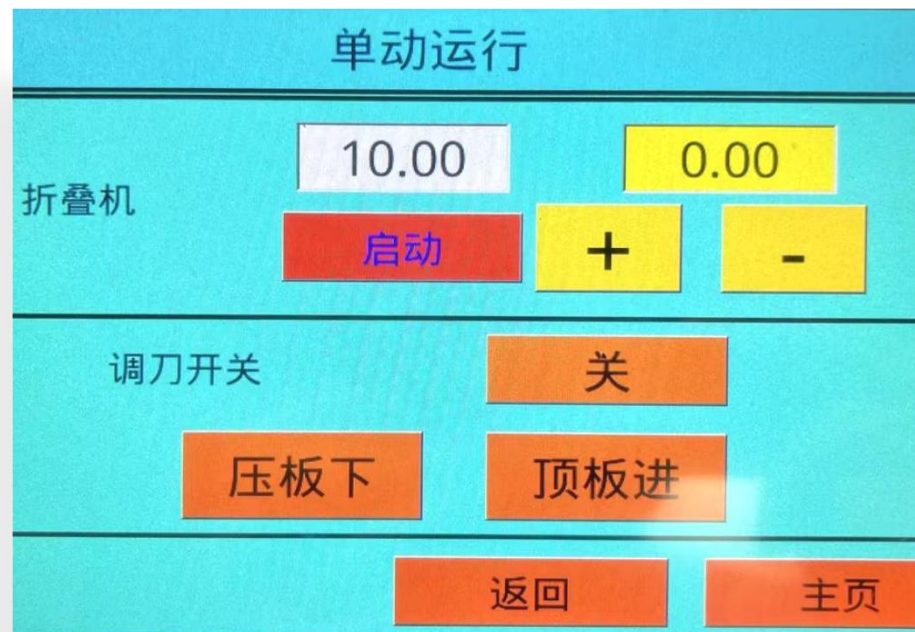 单动运行
10.00 0.00
折叠机
启动 + -
调刀开关 关
压板下 顶板进
返回 主页